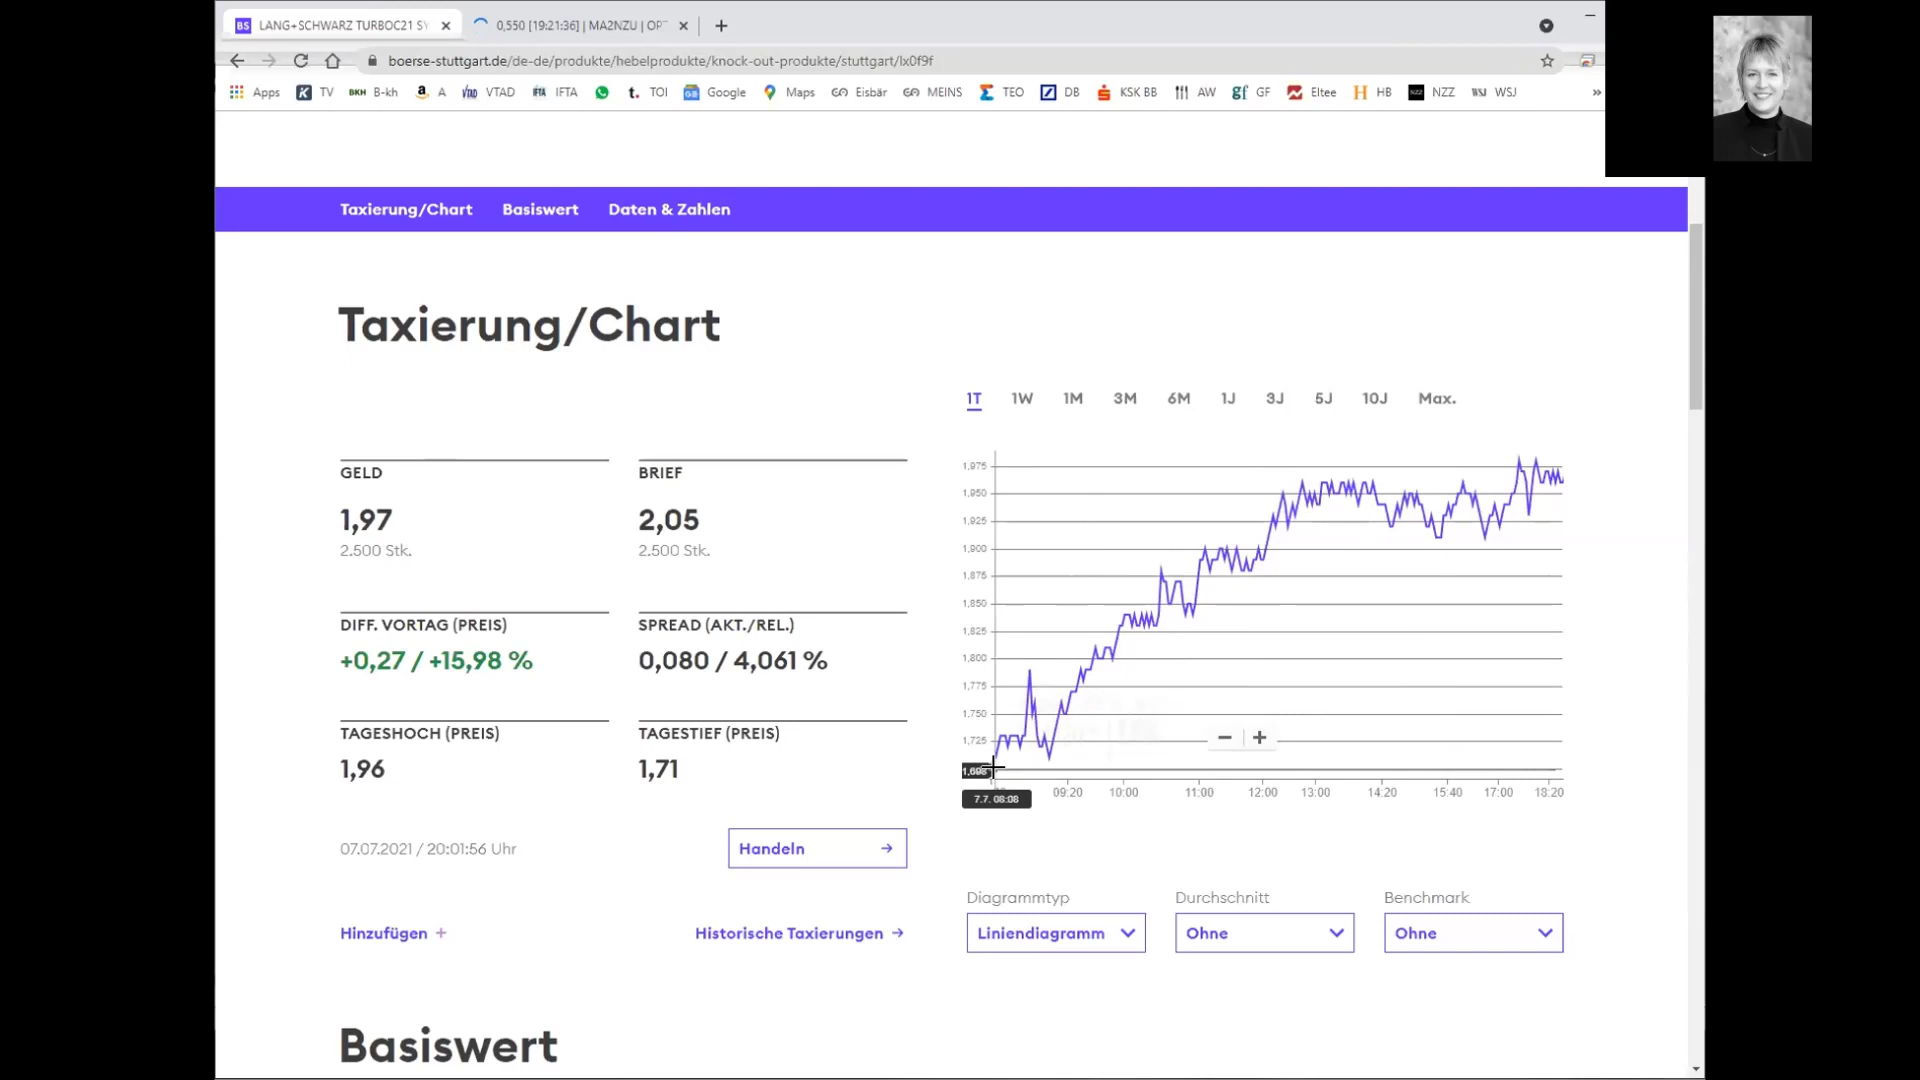 LANG+SCHWARZ TURBOC21 SY
0,550 [19:21:36] | MA2NZU | OPT
boerse-stuttgart.de/de-de/produkte/hebelprodukte/knock-out-produkte/stuttgart/lx0f9f
Apps TV B-kh A VTAD IFTA TOI Google Maps Eisbär MEINS TEO DB KSK BB AW GF Eltee HB NZZ WSJ
Taxierung/Chart Basiswert Daten & Zahlen
Taxierung/Chart
1T 1W 1M 3M 6M 1J 3J 5J 10J Max.
GELD
1,97
2.500 Stk.
BRIEF
2,05
2.500 Stk.
DIFF. VORTAG (PREIS)
+0,27 / +15,98 %
SPREAD (AKT./REL.)
0,080 / 4,061 %
TAGESHOCH (PREIS)
1,96
TAGESTIEF (PREIS)
1,71
07.07.2021 / 20:01:56 Uhr
Handeln
Hinzufügen +
Historische Taxierungen
1,975
1,950
1,925
1,900
1,875
1,850
1,825
1,800
1,775
1,750
1,725
1,698
7.7. 08:08
09:20 10:00 11:00 12:00 13:00 14:20 15:40 17:00 18:20
Diagrammtyp
Liniendiagramm
Durchschnitt
Ohne
Benchmark
Ohne
Basiswert